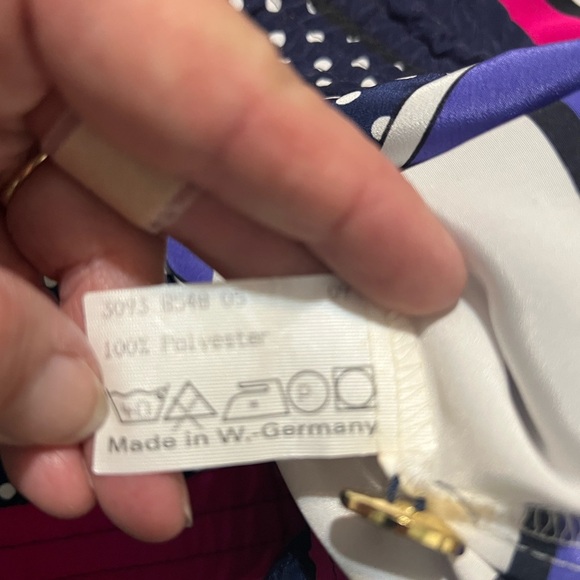 3093 8548 05
100% Polyester
P
Made in W.-Germany